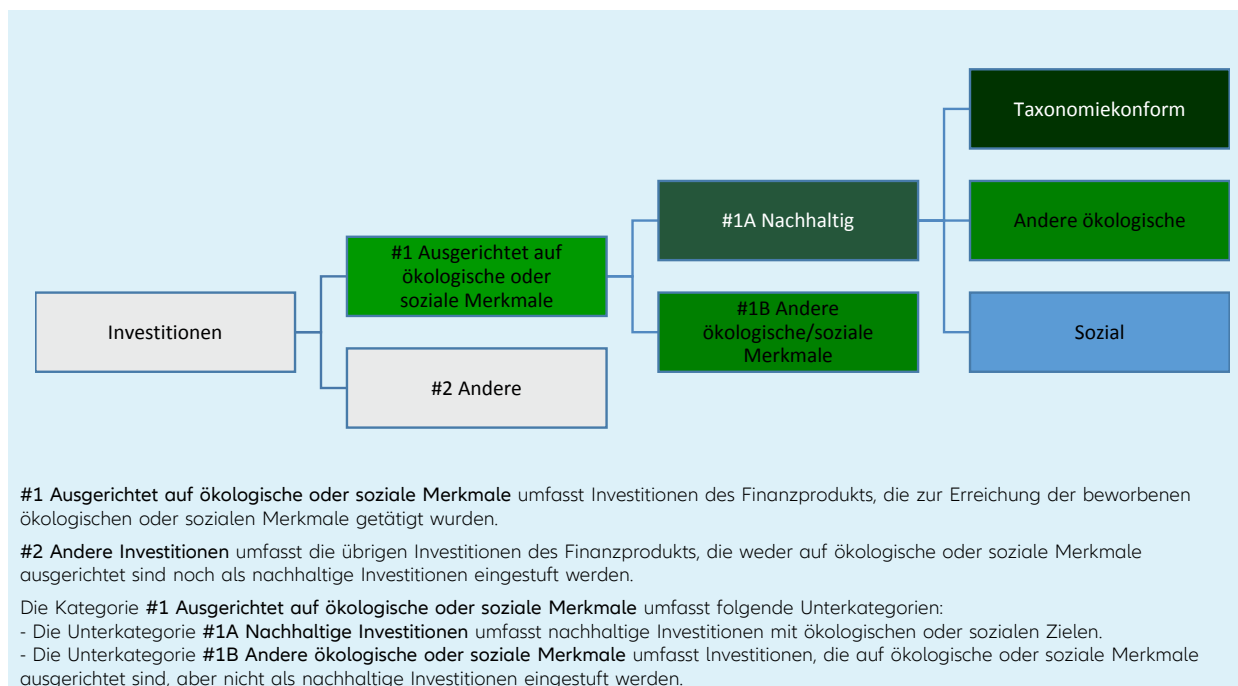 Taxonomiekonform
#1A Nachhaltig
Andere ökologische
#1 Ausgerichtet auf
ökologische oder
soziale Merkmale
Investitionen
#1B Andere
ökologische/soziale
Merkmale
Sozial
#2 Andere
#1 Ausgerichtet auf ökologische oder soziale Merkmale umfasst Investitionen des Finanzprodukts, die zur Erreichung der beworbenen
ökologischen oder sozialen Merkmale getätigt wurden.
#2 Andere Investitionen umfasst die übrigen Investitionen des Finanzprodukts, die weder auf ökologische oder soziale Merkmale
ausgerichtet sind noch als nachhaltige Investitionen eingestuft werden.
Die Kategorie #1 Ausgerichtet auf ökologische oder soziale Merkmale umfasst folgende Unterkategorien:
- Die Unterkategorie #1A Nachhaltige Investitionen umfasst nachhaltige Investitionen mit ökologischen oder sozialen Zielen.
- Die Unterkategorie #1B Andere ökologische oder soziale Merkmale umfasst Investitionen, die auf ökologische oder soziale Merkmale
ausgerichtet sind, aber nicht als nachhaltige Investitionen eingestuft werden.